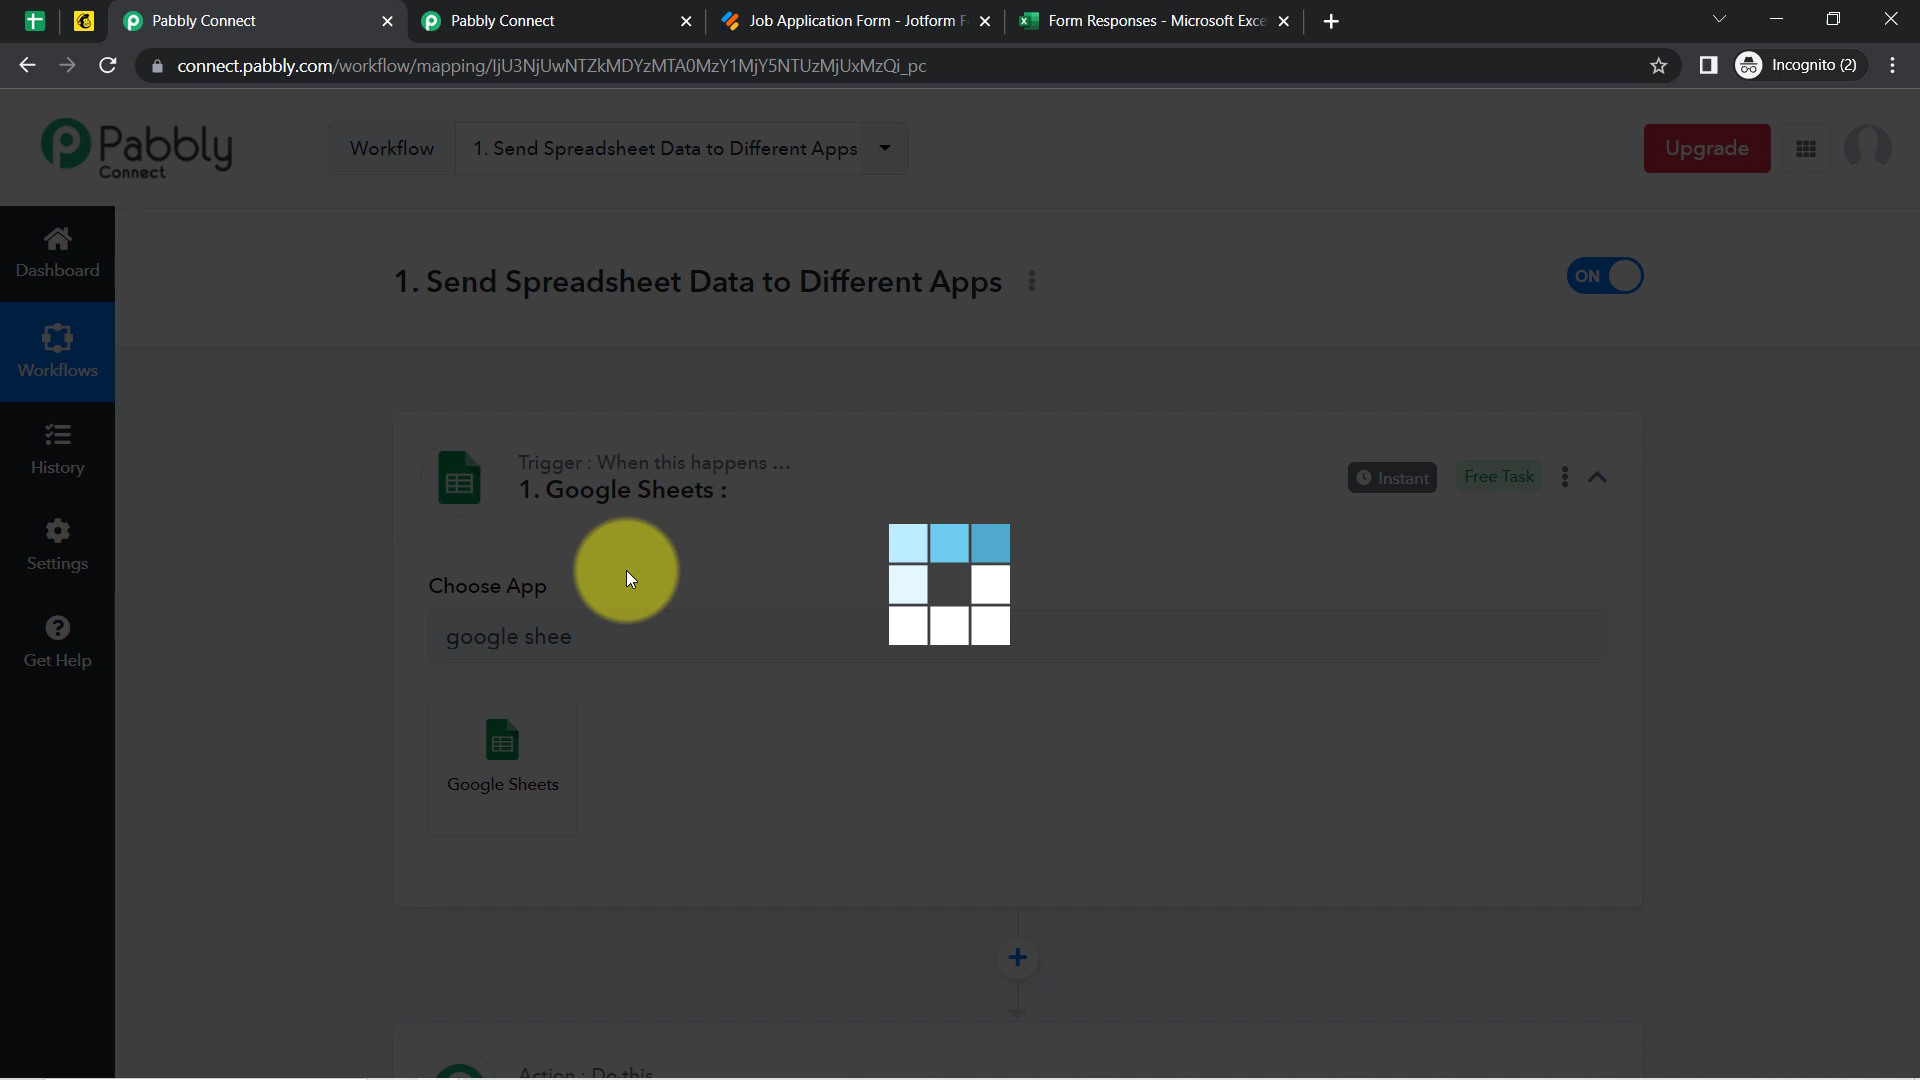 Pabbly Connect
Pabbly Connect
Job Application Form - Jotform F
Form Responses - Microsoft Exce
connect.pabbly.com/workflow/mapping/IjU3NjUwNTZkMDYzMTA0MzY1MjY5NTUzMjUxMzQi_pc
Incognito (2)
Pabbly
Connect
Workflow
1. Send Spreadsheet Data to Different Apps
Upgrade
Dashboard
Workflows
History
Settings
Get Help
1. Send Spreadsheet Data to Different Apps
ON
Trigger : When this happens ...
1. Google Sheets :
Instant
Free Task
Choose App
google shee
Google Sheets
Action : Do this